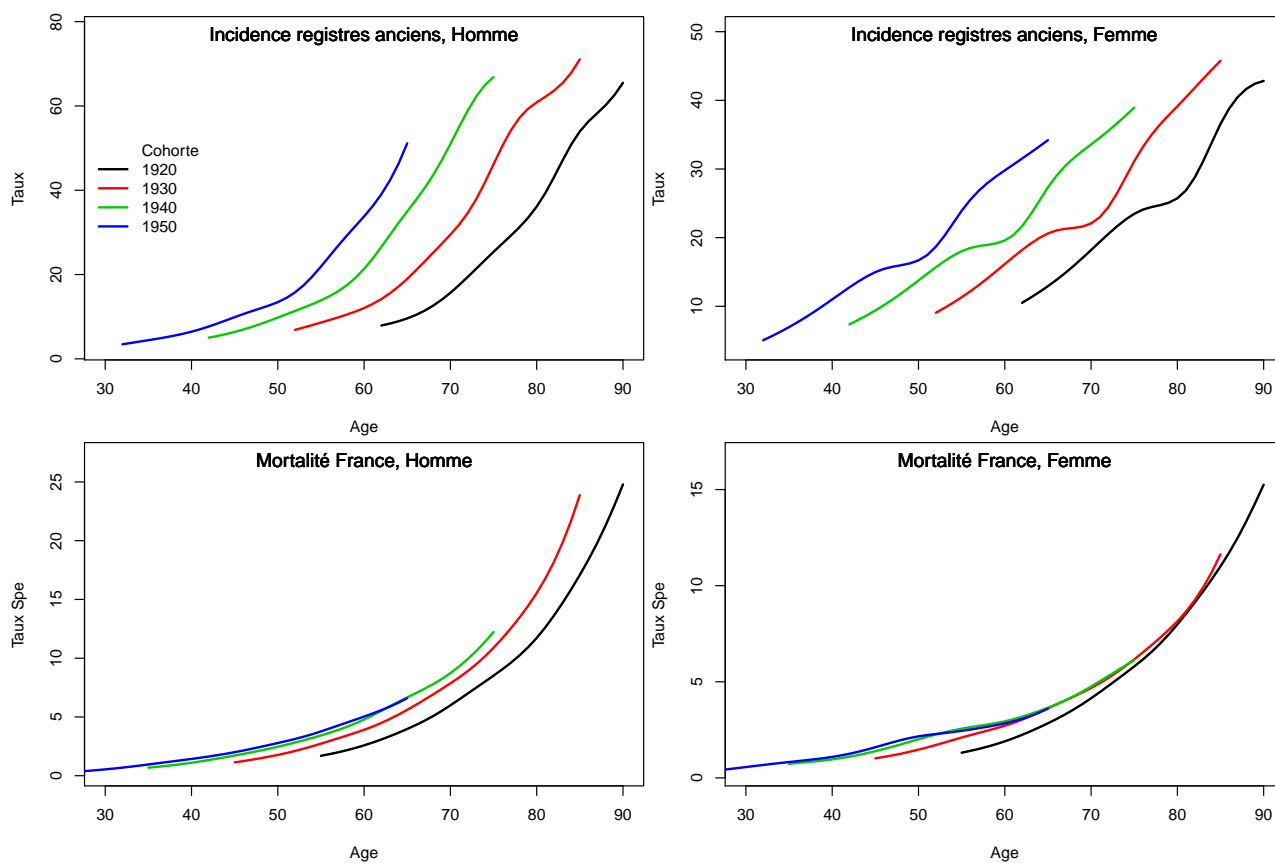 Incidence registres anciens, Homme
80
60
40
20
0
Taux
Cohorte
1920
1930
1940
1950
30 40 50 60 70 80 90
Age
Incidence registres anciens, Femme
50
40
30
20
10
Taux
30 40 50 60 70 80 90
Age
Mortalité France, Homme
25
20
15
10
5
0
Taux Spe
30 40 50 60 70 80 90
Age
Mortalité France, Femme
15
10
5
0
Taux Spe
30 40 50 60 70 80 90
Age